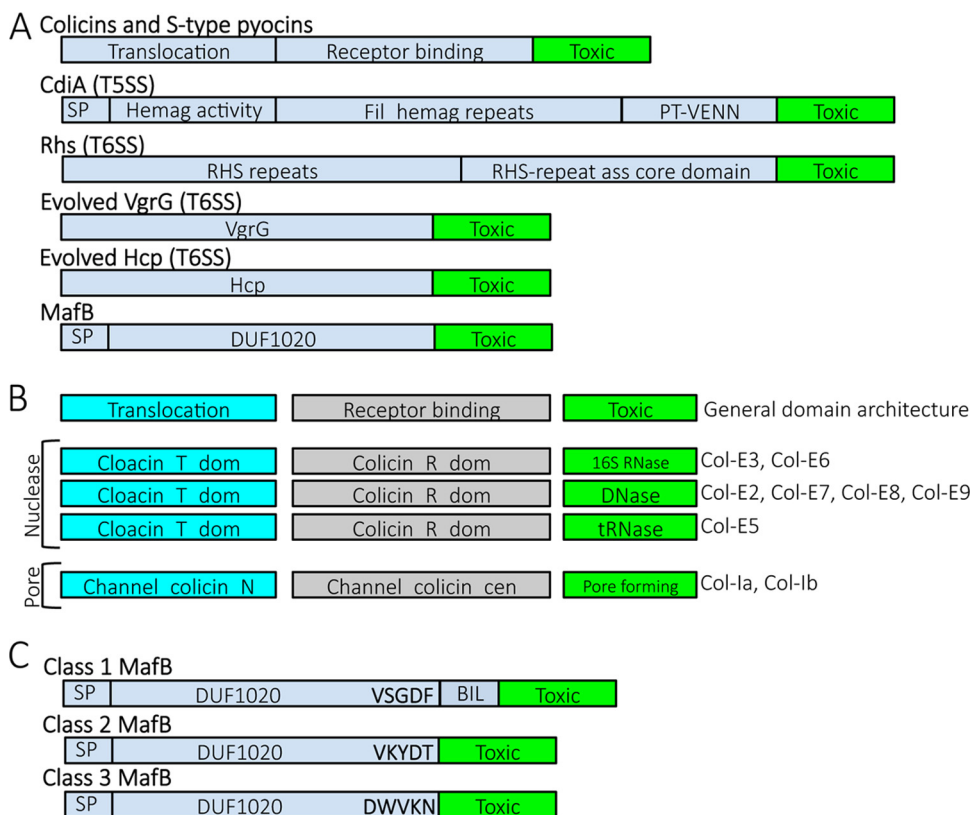 A
Colicins and S-type pyocins
Translocation Receptor binding Toxic
CdiA (T5SS)
SP Hemag activity Fil hemag repeats PT-VENN Toxic
Rhs (T6SS)
RHS repeats RHS-repeat ass core domain Toxic
Evolved VgrG (T6SS)
VgrG Toxic
Evolved Hcp (T6SS)
Hcp Toxic
MafB
SP DUF1020 Toxic
B
Translocation Receptor binding Toxic General domain architecture
Nuclease
Cloacin T dom Colicin R dom 16S RNase Col-E3, Col-E6
Cloacin T dom Colicin R dom DNase Col-E2, Col-E7, Col-E8, Col-E9
Cloacin T dom Colicin R dom tRNase Col-E5
Pore
Channel colicin N Channel colicin cen Pore forming Col-Ia, Col-Ib
C
Class 1 MafB
SP DUF1020 VSGDF BIL Toxic
Class 2 MafB
SP DUF1020 VKYDT Toxic
Class 3 MafB
SP DUF1020 DWVKN Toxic